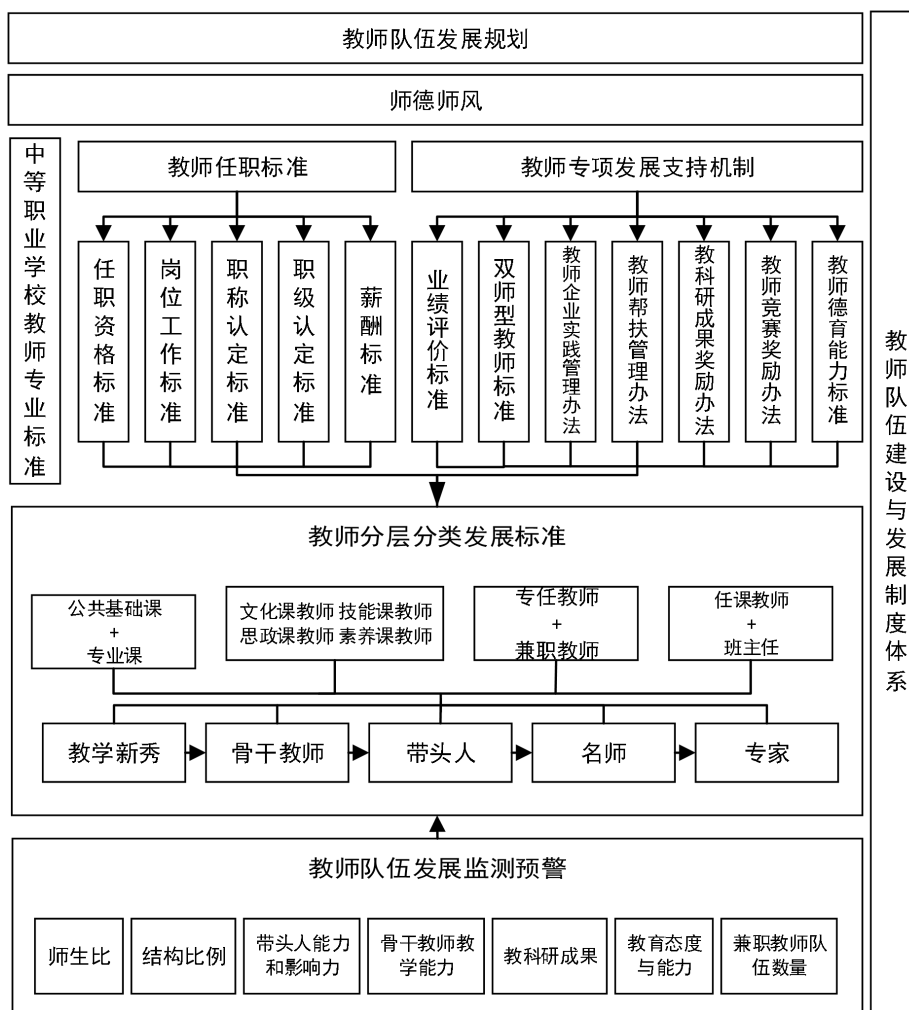 教师队伍发展规划
师德师风
中等职业学校教师专业标准
教师任职标准
教师专项发展支持机制
任职资格标准
岗位工作标准
职称认定标准
职级认定标准
薪酬标准
业绩评价标准
双师型教师标准
教师企业实践管理办法
教师帮扶管理办法
教科研成果奖励办法
教师竞赛奖励办法
教师德育能力标准
教师分层分类发展标准
公共基础课
+
专业课
文化课教师 技能课教师
思政课教师 素养课教师
专任教师
+
兼职教师
任课教师
+
班主任
教学新秀
骨干教师
带头人
名师
专家
教师队伍发展监测预警
师生比
结构比例
带头人能力
和影响力
骨干教师教
学能力
教科研成果
教育态度
与能力
兼职教师队
伍数量
教师队伍建设与发展制度体系